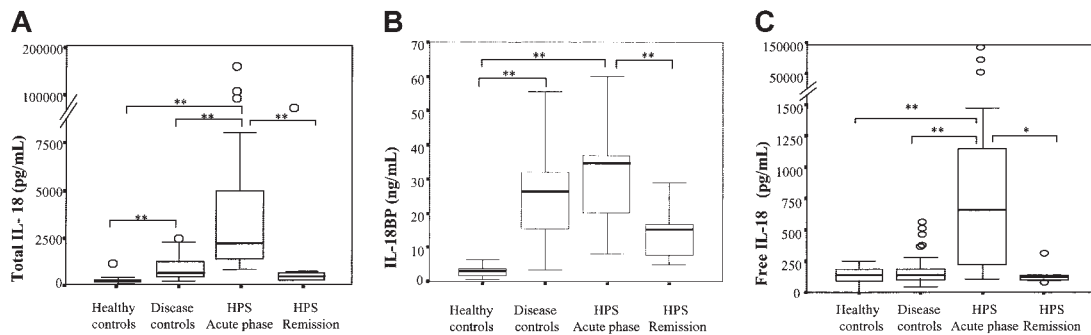 A
Total IL- 18 (pg/mL)
200000
100000
7500
5000
2500
0
**
**
**
**
Healthy controls
Disease controls
HPS Acute phase
HPS Remission
B
IL-18BP (ng/mL)
70
60
50
40
30
20
10
0
**
**
**
Healthy controls
Disease controls
HPS Acute phase
HPS Remission
C
Free IL-18 (pg/mL)
150000
50000
1500
1250
750
500
250
0
**
**
*
Healthy controls
Disease controls
HPS Acute phase
HPS Remission